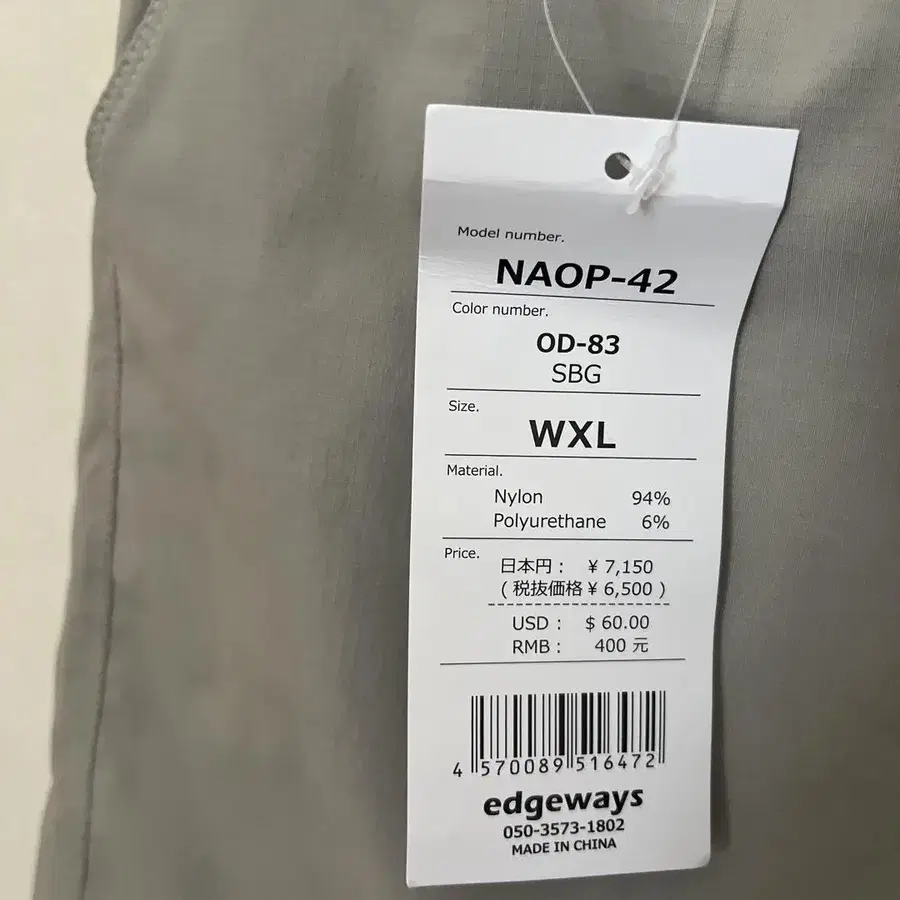 Model number.
NAOP-42
Color number.
OD-83
SBG
Size.
WXL
Material.
Nylon 94%
Polyurethane 6%
Price.
日本円： ¥ 7,150
(税抜価格 ¥ 6,500 )
USD : $ 60.00
RMB : 400 元
4 570089 516472
edgeways
050-3573-1802
MADE IN CHINA